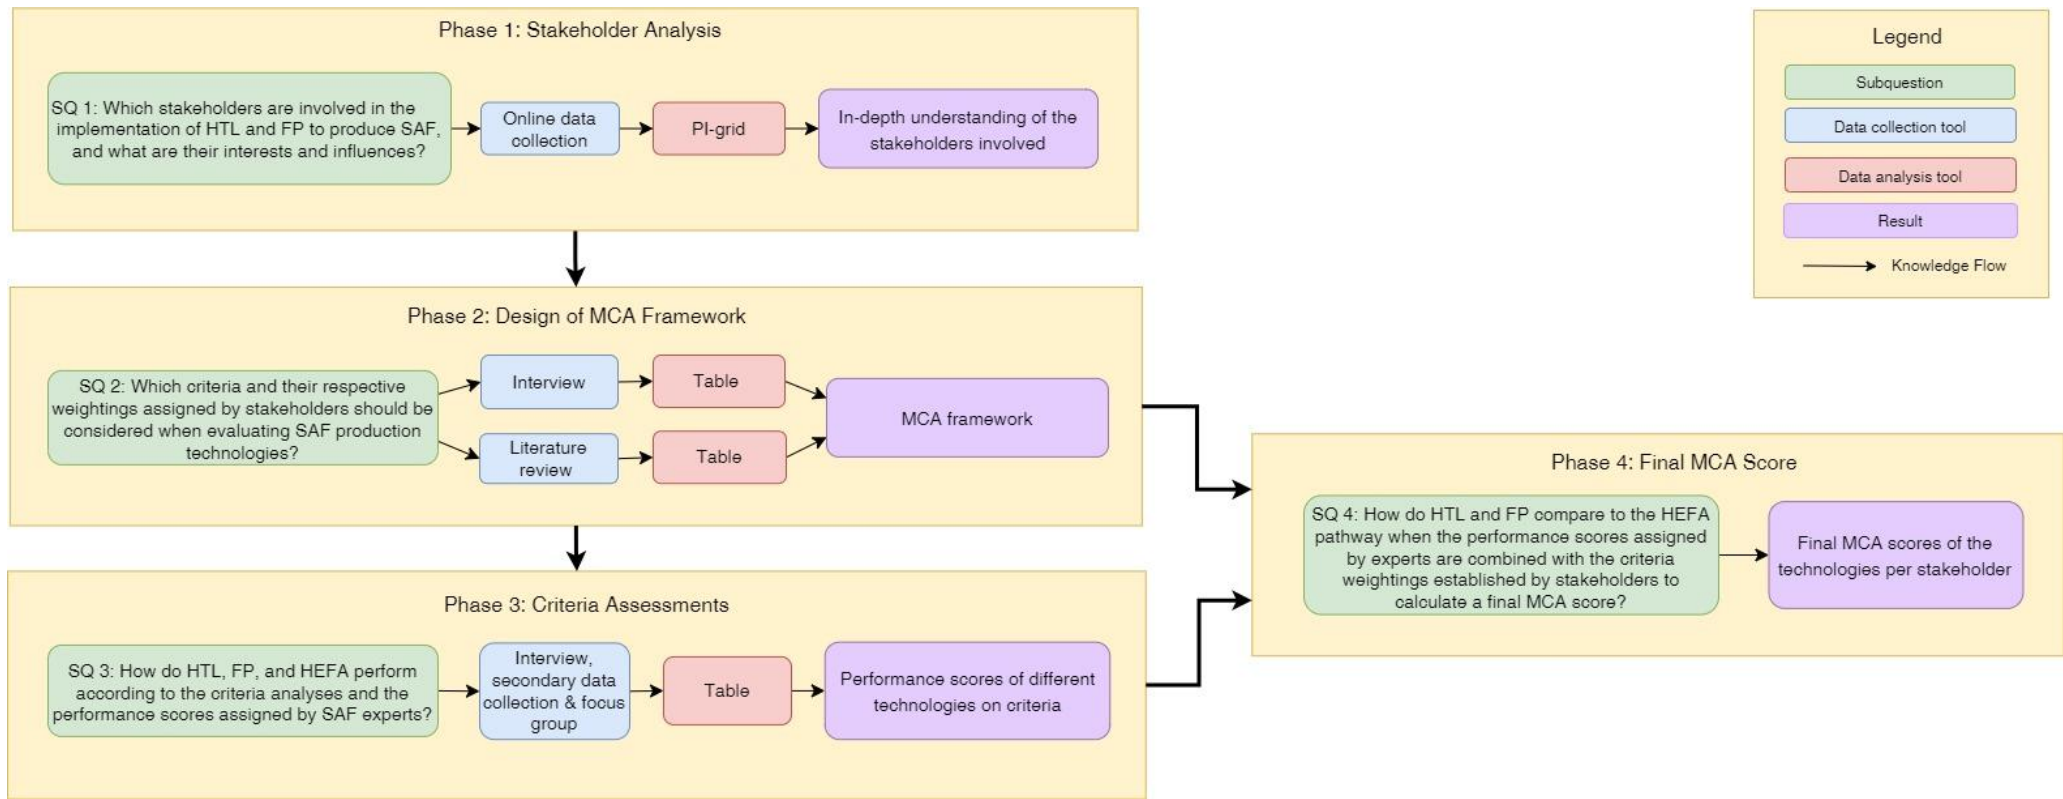 Phase 1: Stakeholder Analysis
SQ 1: Which stakeholders are involved in the
implementation of HTL and FP to produce SAF,
and what are their interests and influences?
Online data
collection
PI-grid
In-depth understanding of the
stakeholders involved
Legend
Subquestion
Data collection tool
Data analysis tool
Result
Knowledge Flow
Phase 2: Design of MCA Framework
SQ 2: Which criteria and their respective
weightings assigned by stakeholders should be
considered when evaluating SAF production
technologies?
Interview
Table
Literature
review
Table
MCA framework
Phase 3: Criteria Assessments
SQ 3: How do HTL, FP, and HEFA perform
according to the criteria analyses and the
performance scores assigned by SAF experts?
Interview,
secondary data
collection & focus
group
Table
Performance scores of different
technologies on criteria
Phase 4: Final MCA Score
SQ 4: How do HTL and FP compare to the HEFA
pathway when the performance scores assigned
by experts are combined with the criteria
weightings established by stakeholders to
calculate a final MCA score?
Final MCA scores of the
technologies per stakeholder